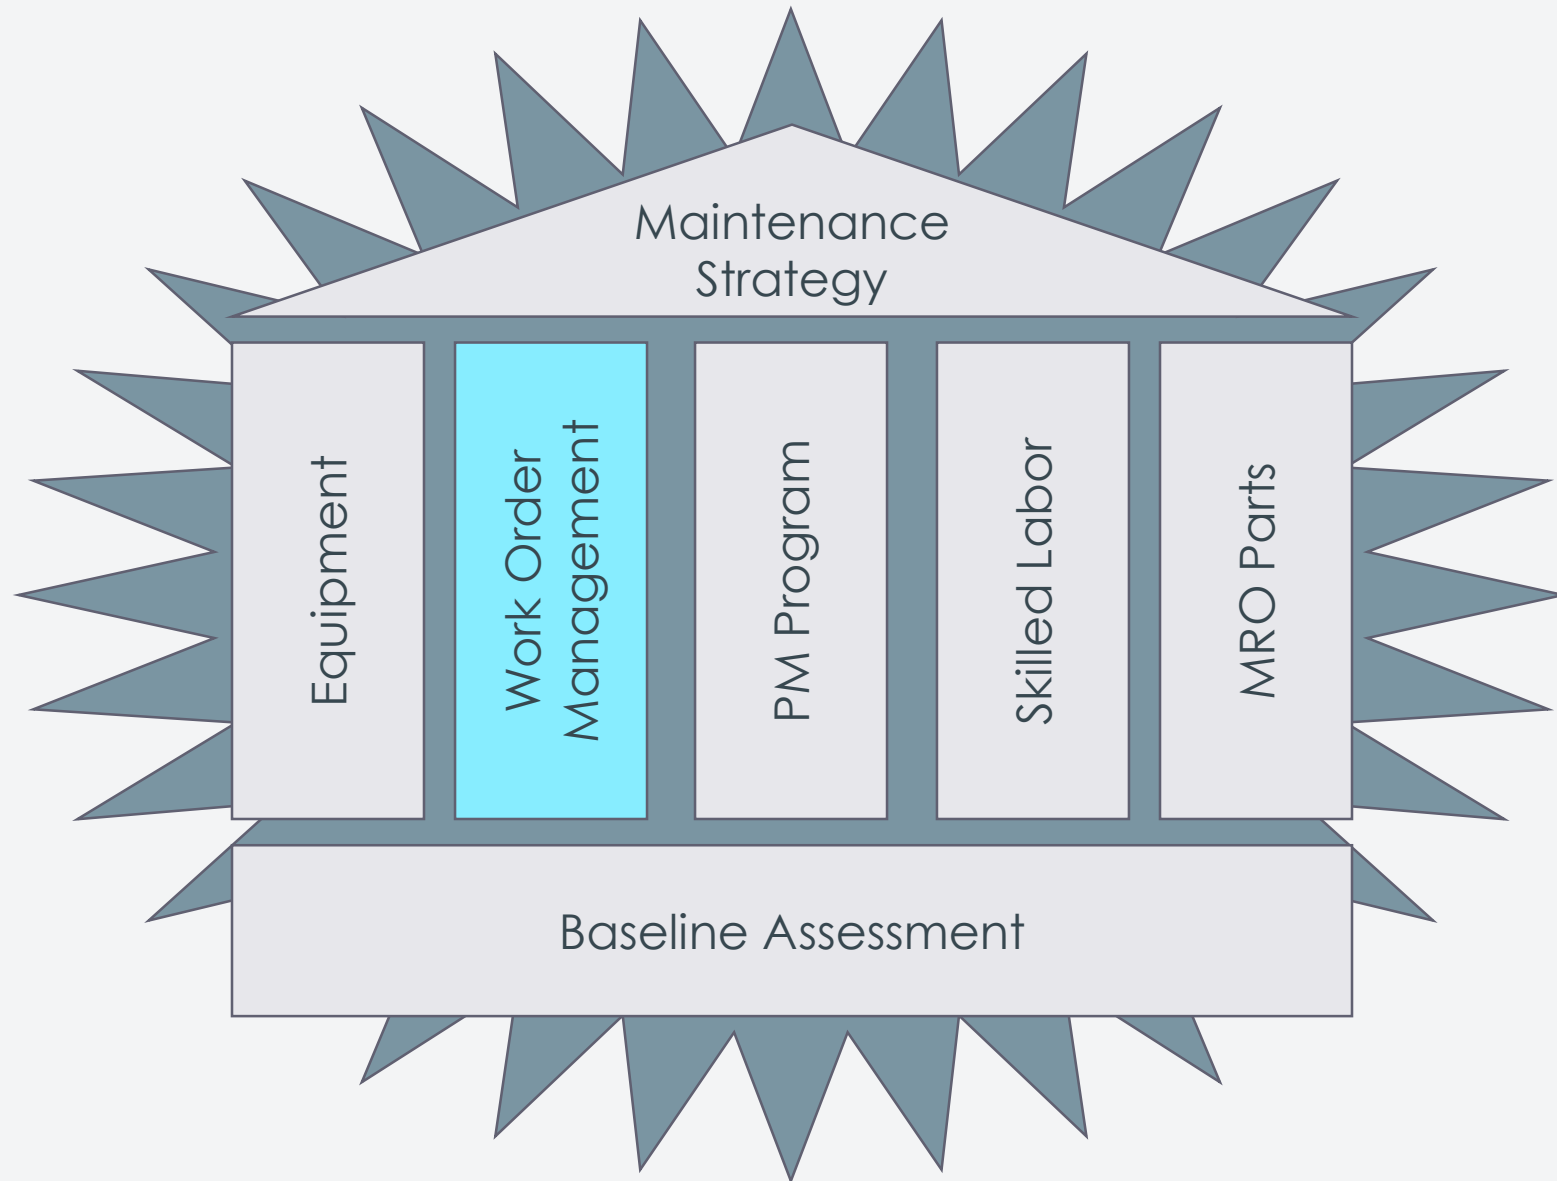 Maintenance
Strategy
Equipment
Work Order
Management
PM Program
Skilled Labor
MRO Parts
Baseline Assessment